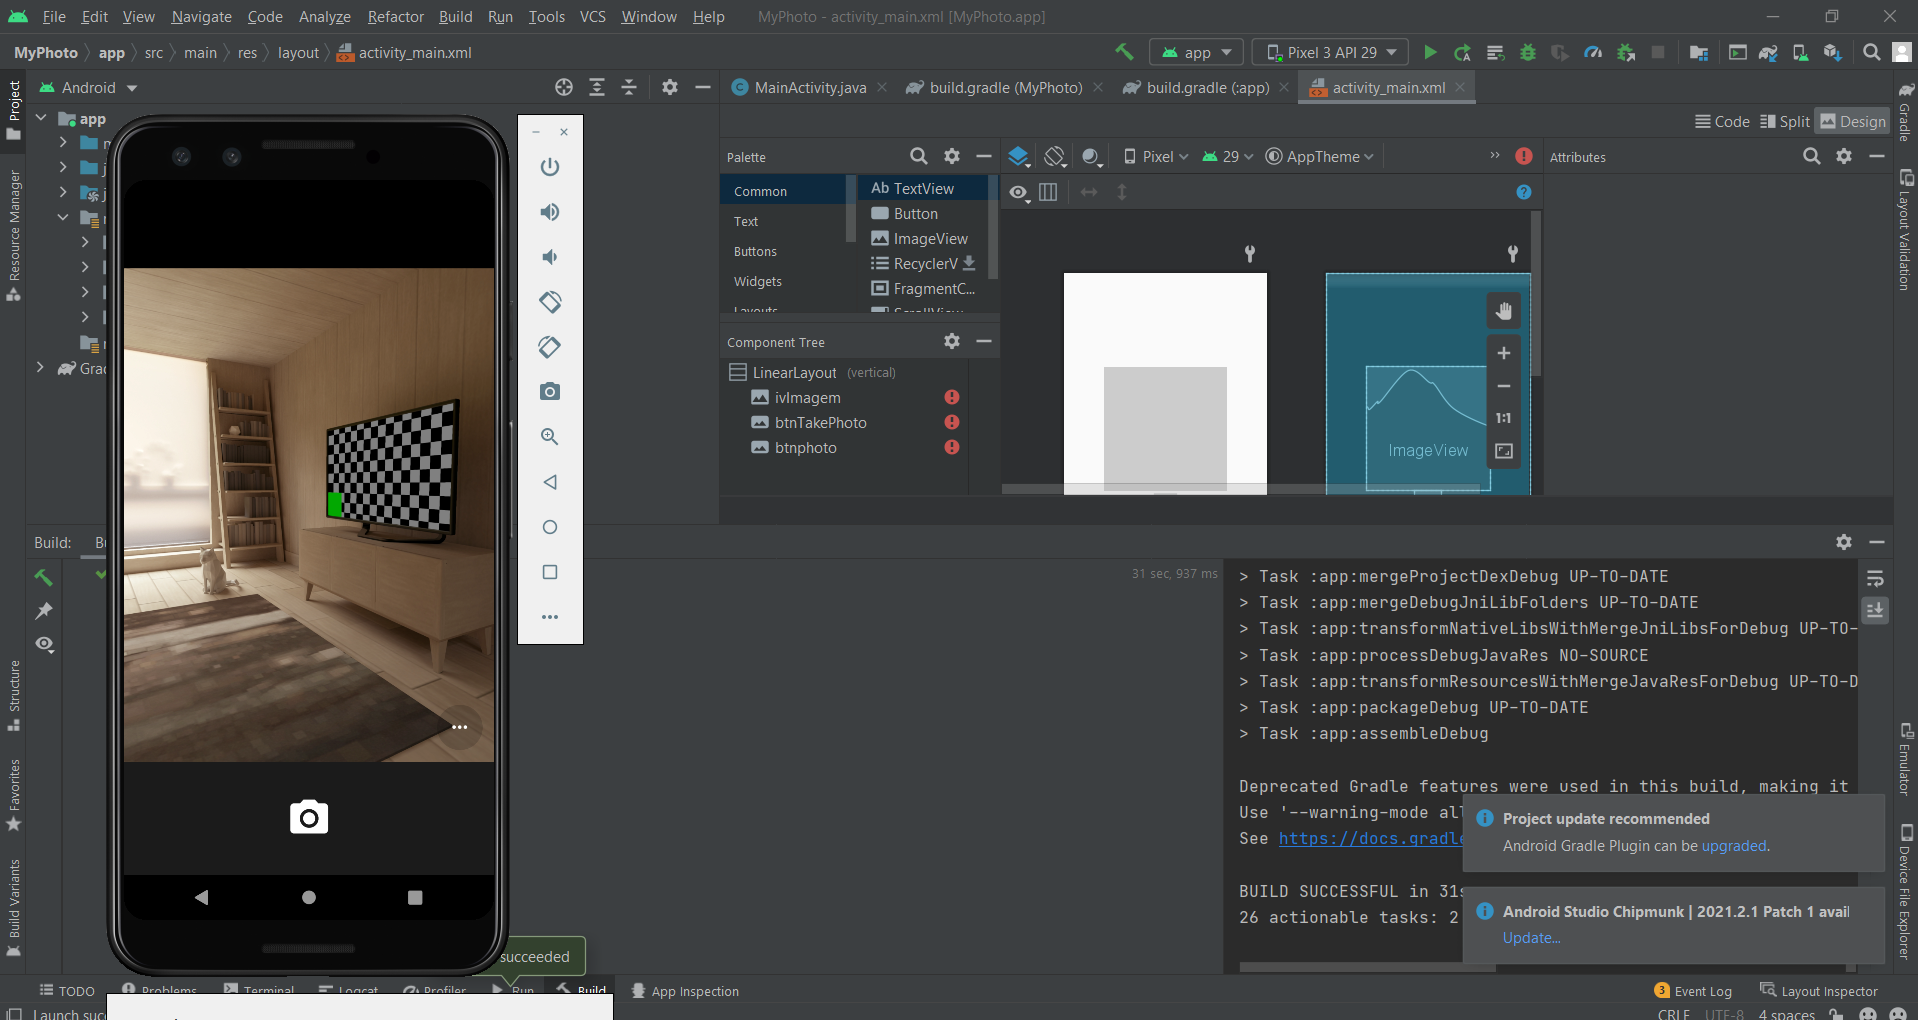 File Edit View Navigate Code Analyze Refactor Build Run Tools VCS Window Help MyPhoto - activity_main.xml [MyPhoto.app]
MyPhoto app src main res layout activity_main.xml app Pixel 3 API 29
Project
Resource Manager
Structure
Favorites
Build Variants
Android
app
Build:
MainActivity.java build.gradle (MyPhoto) build.gradle (:app) activity_main.xml
Code Split Design
Palette
Common
Text
Buttons
Widgets
Layouts
Ab TextView
Button
ImageView
RecyclerV
FragmentC...
ScrollView
Pixel 29 AppTheme
Attributes
Component Tree
LinearLayout (vertical)
ivImagem
btnTakePhoto
btnphoto
ImageView
1:1
Gradle
Layout Validation
Emulator
Device File Explorer
31 sec, 937 ms
> Task :app:mergeProjectDexDebug UP-TO-DATE
> Task :app:mergeDebugJniLibFolders UP-TO-DATE
> Task :app:transformNativeLibsWithMergeJniLibsForDebug UP-TO-
> Task :app:processDebugJavaRes NO-SOURCE
> Task :app:transformResourcesWithMergeJavaResForDebug UP-TO-D
> Task :app:packageDebug UP-TO-DATE
> Task :app:assembleDebug
Deprecated Gradle features were used in this build, making it
Use '--warning-mode all
See https://docs.gradle
BUILD SUCCESSFUL in 31s
26 actionable tasks: 2
Project update recommended
Android Gradle Plugin can be upgraded.
Android Studio Chipmunk | 2021.2.1 Patch 1 avail
Update...
succeeded
TODO Problems Terminal Logcat Profiler Run Build App Inspection 3 Event Log Layout Inspector
Launch succ CRLF UTF-8 4 spaces